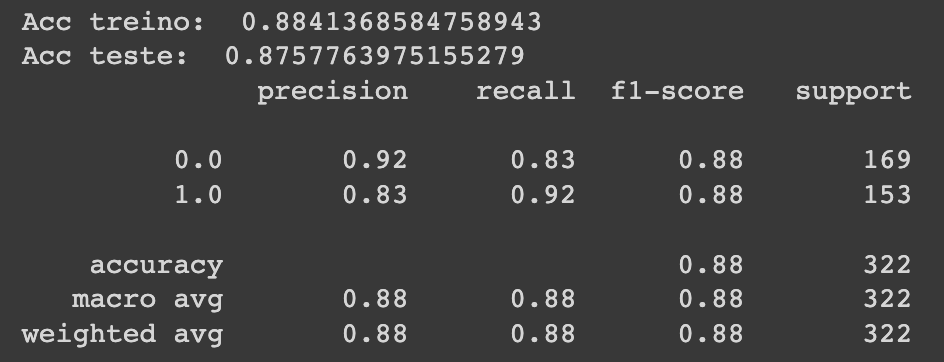 Acc treino:  0.8841368584758943
Acc teste:  0.8757763975155279
              precision    recall  f1-score   support

         0.0       0.92      0.83      0.88       169
         1.0       0.83      0.92      0.88       153

    accuracy                           0.88       322
   macro avg       0.88      0.88      0.88       322
weighted avg       0.88      0.88      0.88       322